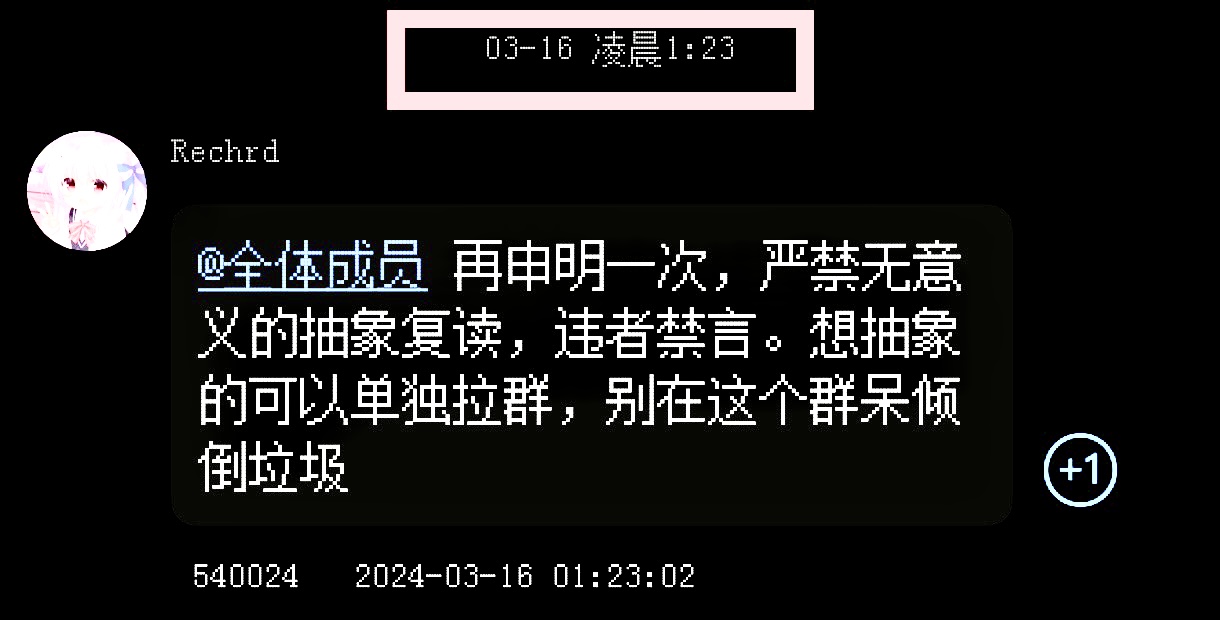 03-16 凌晨1:23
Rechrd
@全体成员 再申明一次，严禁无意
义的抽象复读，违者禁言。想抽象
的可以单独拉群，别在这个群呆倾
倒垃圾
+1
540024 2024-03-16 01:23:02